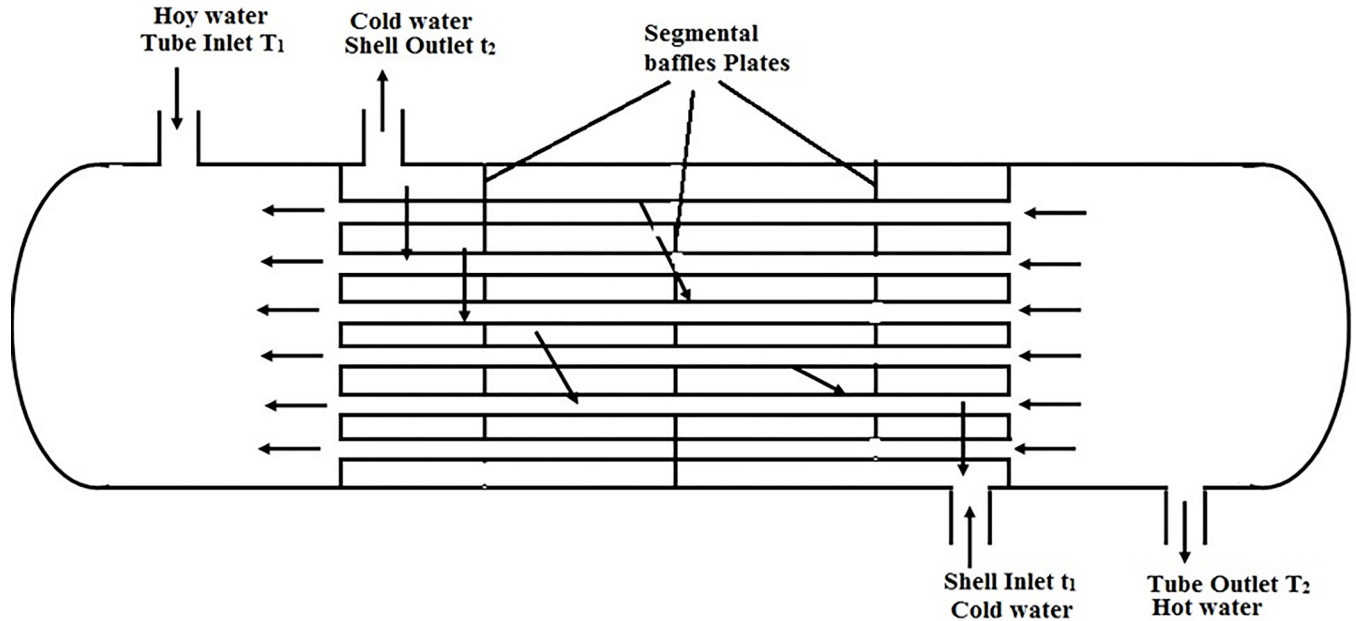 Hoy water
Tube Inlet T₁
Cold water
Shell Outlet t₂
Segmental
baffles Plates
Shell Inlet t₁
Cold water
Tube Outlet T₂
Hot water